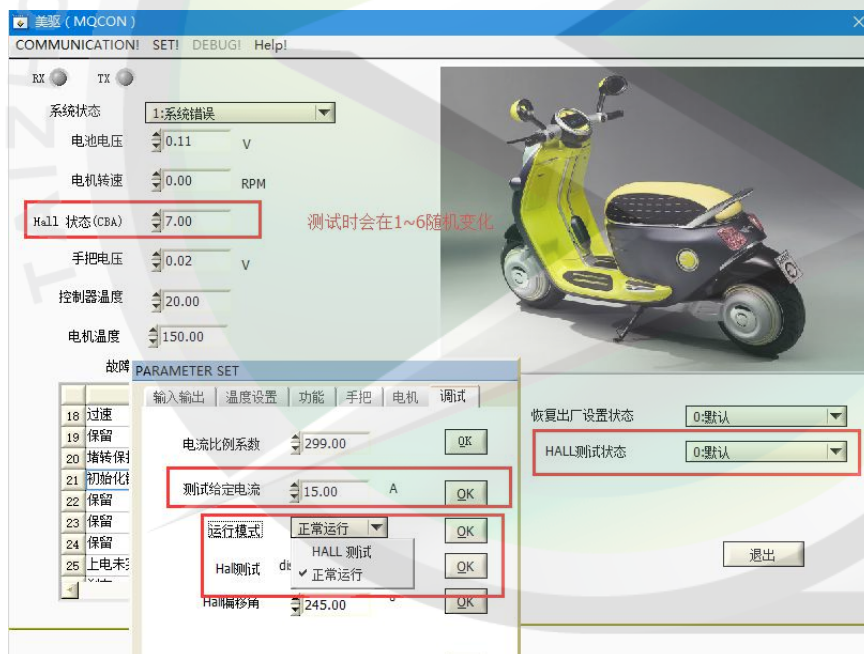 美驱（MQCON）
COMMUNICATION! SET! DEBUG! Help!
RX TX
系统状态 1:系统错误
电池电压 0.11 V
电机转速 0.00 RPM
Hall 状态(CBA) 7.00 测试时会在1~6随机变化
手把电压 0.02 V
控制器温度 20.00
电机温度 150.00
故障
PARAMETER SET
输入输出 温度设置 功能 手把 电机 调试
18 过速
19 保留
20 堵转保护
21 初始化
22 保留
23 保留
24 保留
25 上电未
电流比例系数 299.00 OK
测试给定电流 15.00 A OK
运行模式 正常运行 OK
HALL 测试
✓正常运行
Hall测试 OK
Hall偏移角 245.00 ° OK
恢复出厂设置状态 0:默认
HALL测试状态 0:默认
退出